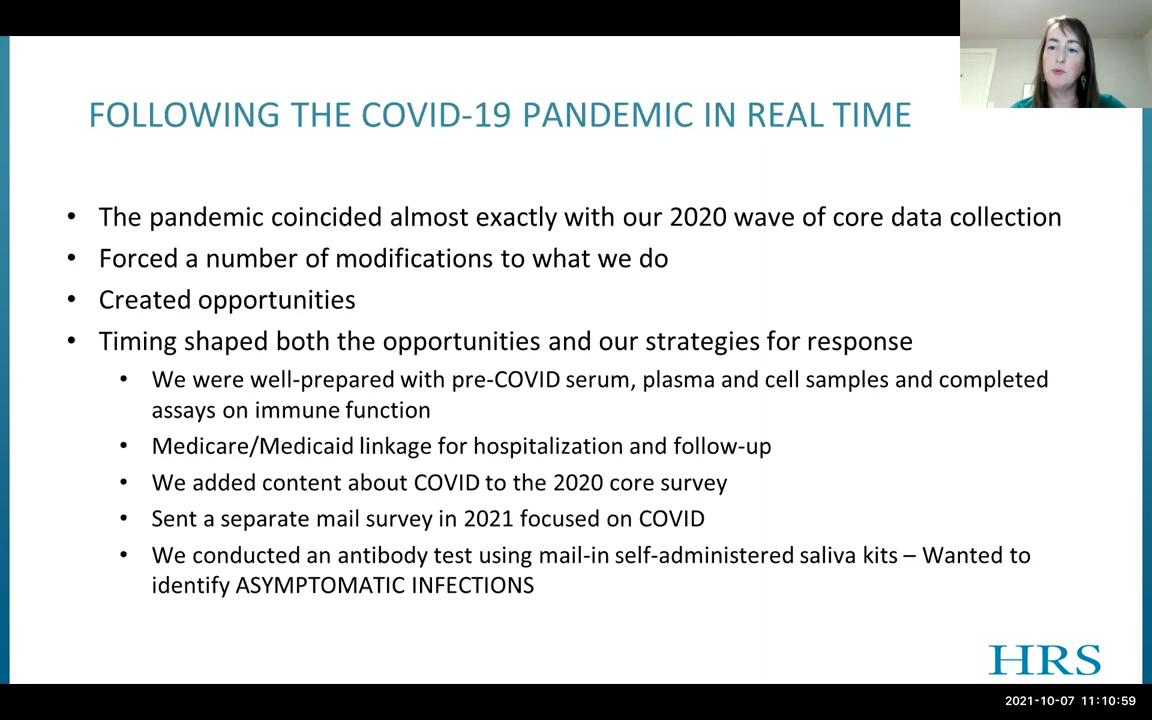 FOLLOWING THE COVID-19 PANDEMIC IN REAL TIME
• The pandemic coincided almost exactly with our 2020 wave of core data collection
• Forced a number of modifications to what we do
• Created opportunities
• Timing shaped both the opportunities and our strategies for response
• We were well-prepared with pre-COVID serum, plasma and cell samples and completed
assays on immune function
• Medicare/Medicaid linkage for hospitalization and follow-up
• We added content about COVID to the 2020 core survey
• Sent a separate mail survey in 2021 focused on COVID
• We conducted an antibody test using mail-in self-administered saliva kits – Wanted to
identify ASYMPTOMATIC INFECTIONS
HRS
2021-10-07 11:10:59